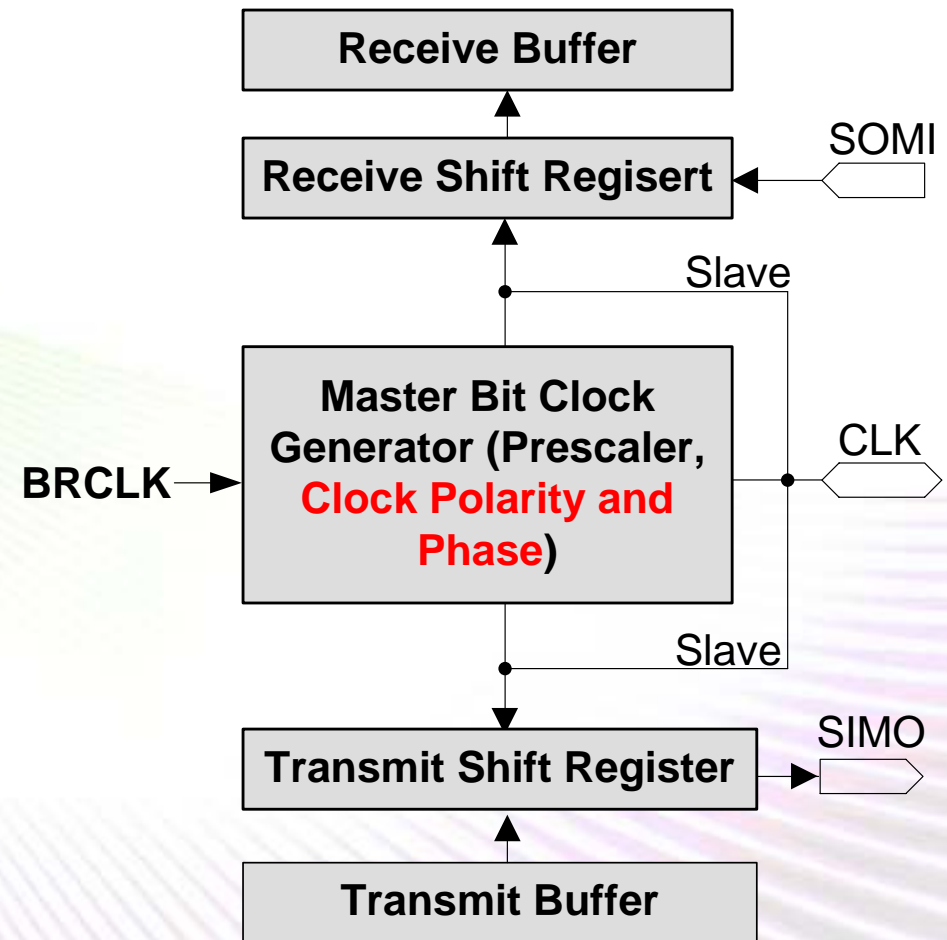 Receive Buffer
SOMI
Receive Shift Regisert
Slave
Master Bit Clock
Generator (Prescaler,
Clock Polarity and
Phase)
BRCLK
CLK
Slave
SIMO
Transmit Shift Register
Transmit Buffer